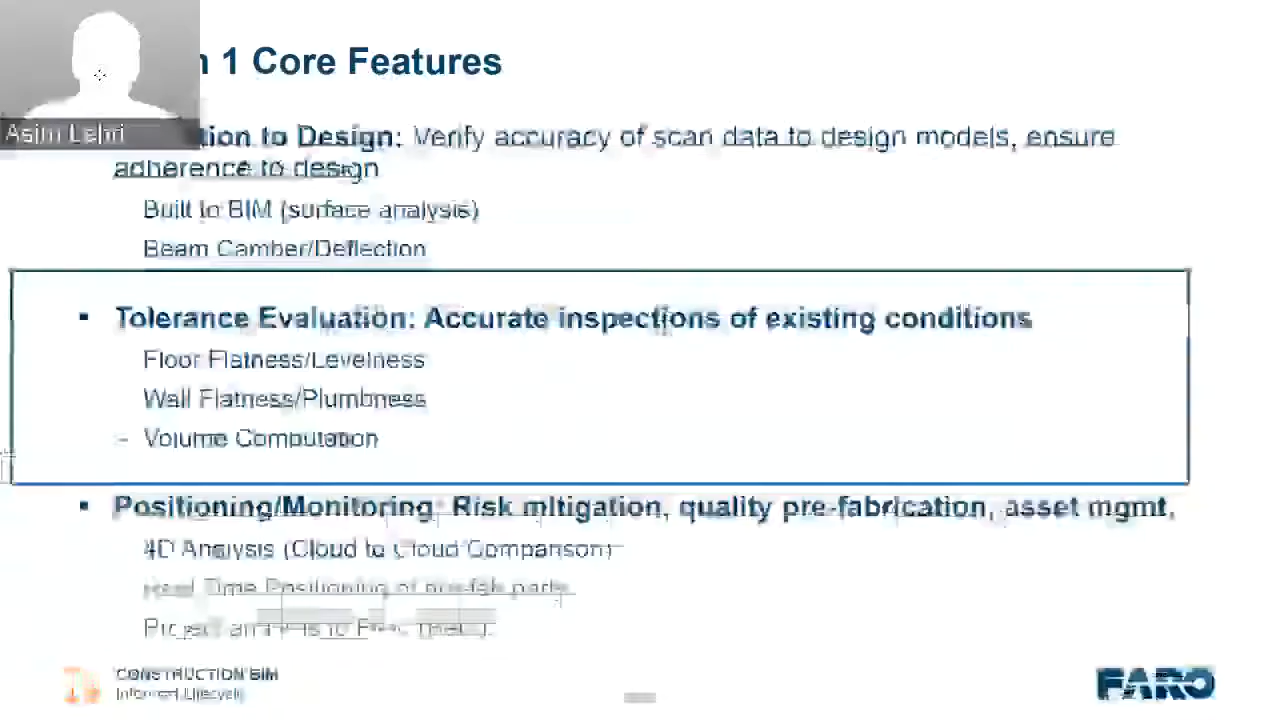 n 1 Core Features
Asim Lehri
tion to Design: Verify accuracy of scan data to design models, ensure
adherence to design
Built to BIM (surface analysis)
Beam Camber/Deflection
▪ Tolerance Evaluation: Accurate inspections of existing conditions
Floor Flatness/Levelness
Wall Flatness/Plumbness
- Volume Computation
▪ Positioning/Monitoring: Risk mitigation, quality pre-fabrication, asset mgmt,
4D Analysis (Cloud to Cloud Comparison)
Real Time Positioning of pre-fab parts
Project
CONSTRUCTION BIM
FARO